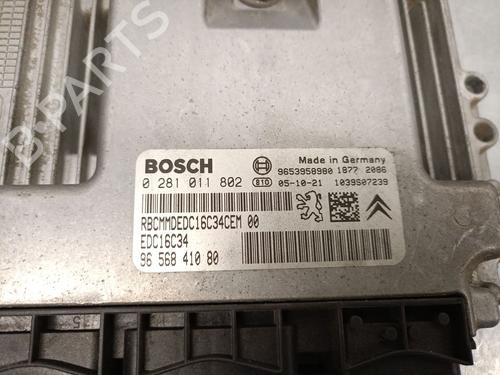 BOSCH
Made in Germany
9653958980 1877 2086
0 281 011 802 810 05-10-21 1039S07239
RBCMMDEDC16C34CEM 00
EDC16C34
96 568 410 80
B-PARTS